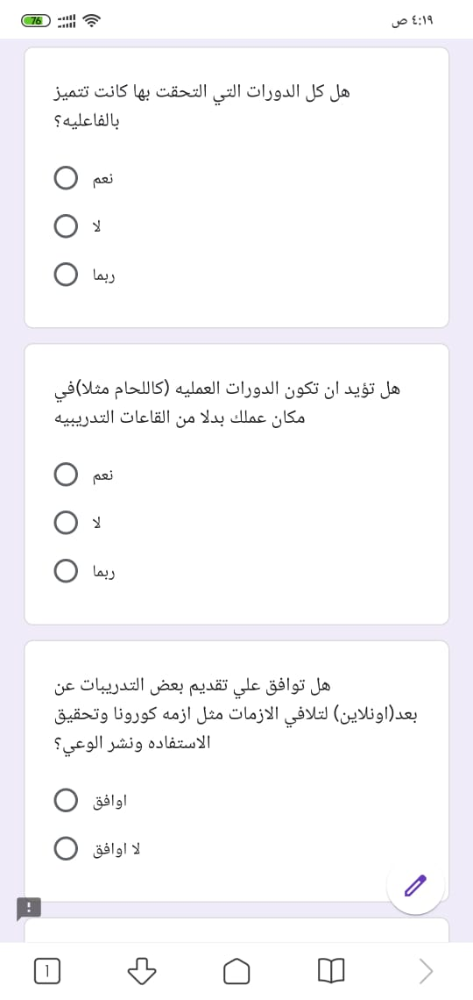 76
٤:١٩ ص
هل كل الدورات التي التحقت بها كانت تتميز
بالفاعليه؟
نعم
لا
ربما
هل تؤيد ان تكون الدورات العمليه (كاللحام مثلا)في
مكان عملك بدلا من القاعات التدريبيه
نعم
لا
ربما
هل توافق علي تقديم بعض التدريبات عن
بعد(اونلاين) لتلافي الازمات مثل ازمه كورونا وتحقيق
الاستفاده ونشر الوعي؟
اوافق
لا اوافق
1